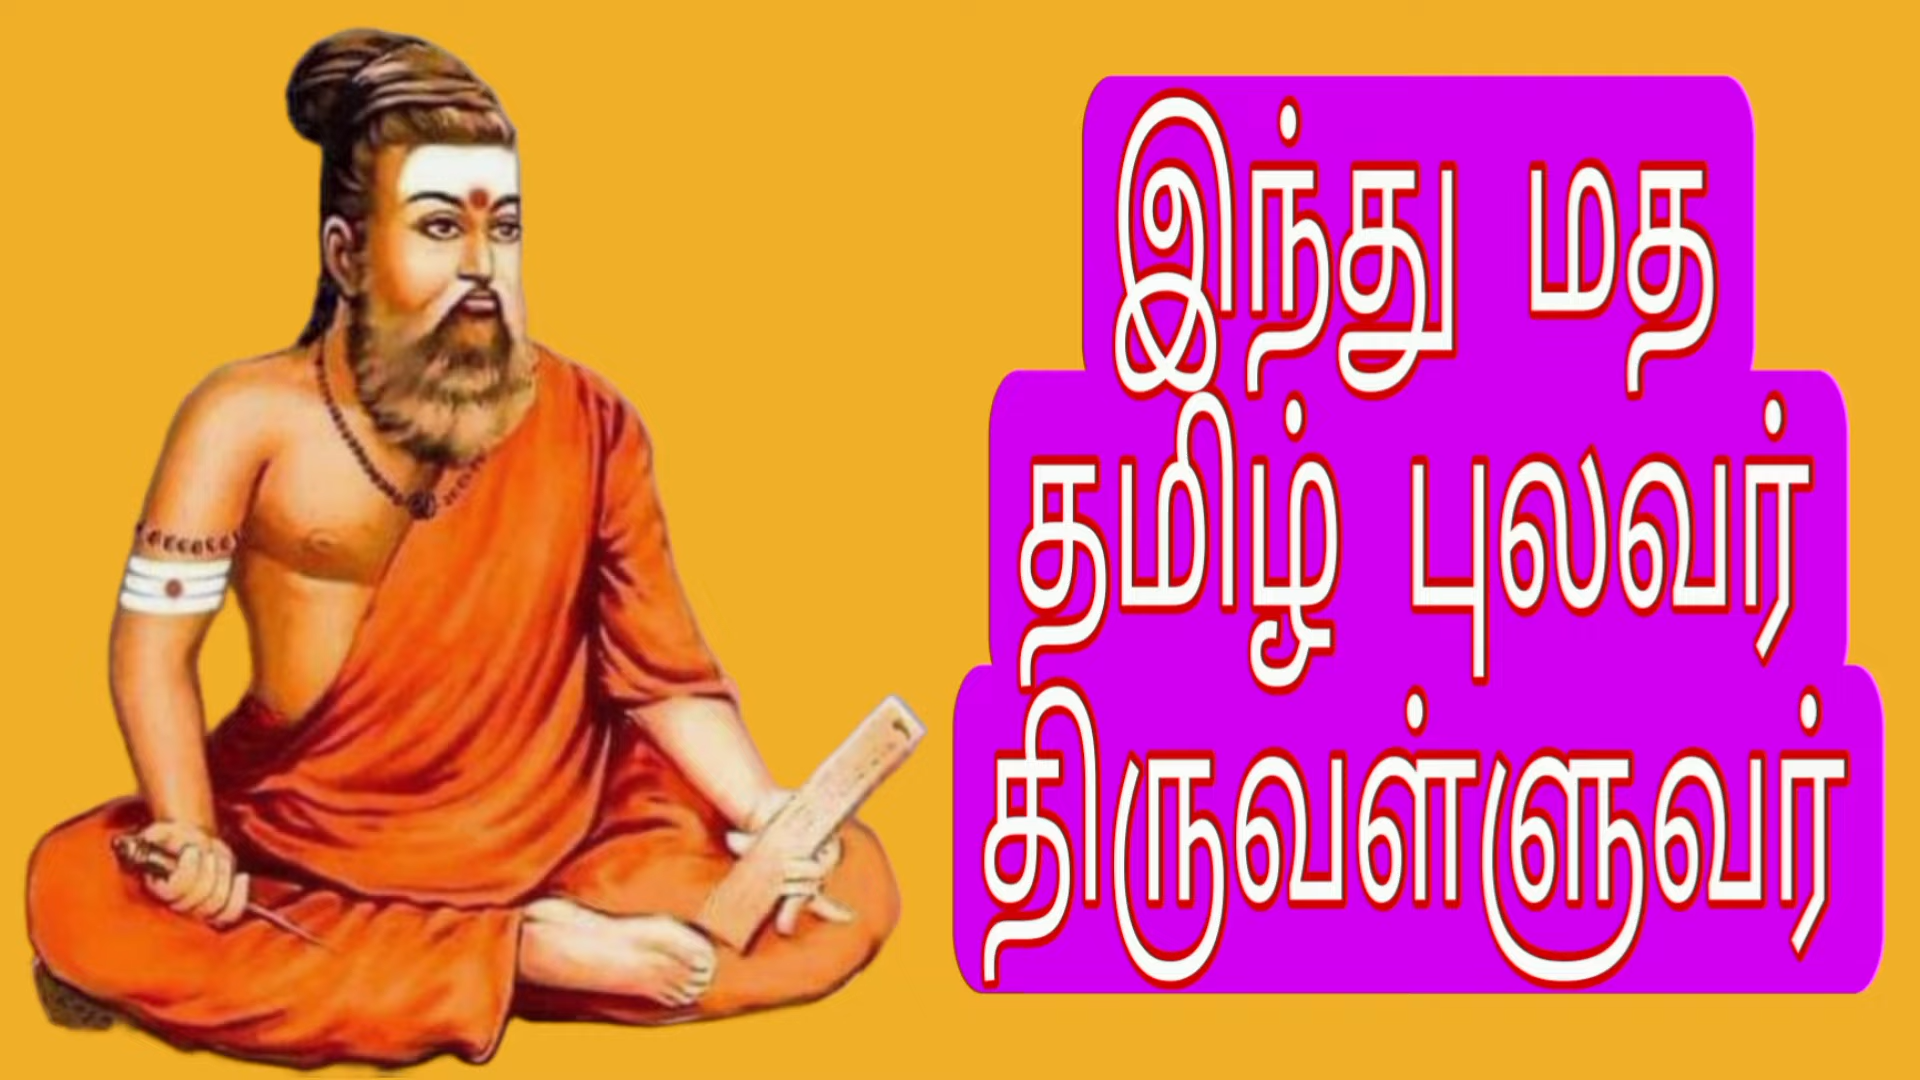 இந்து மத
தமிழ் புலவர்
திருவள்ளுவர்